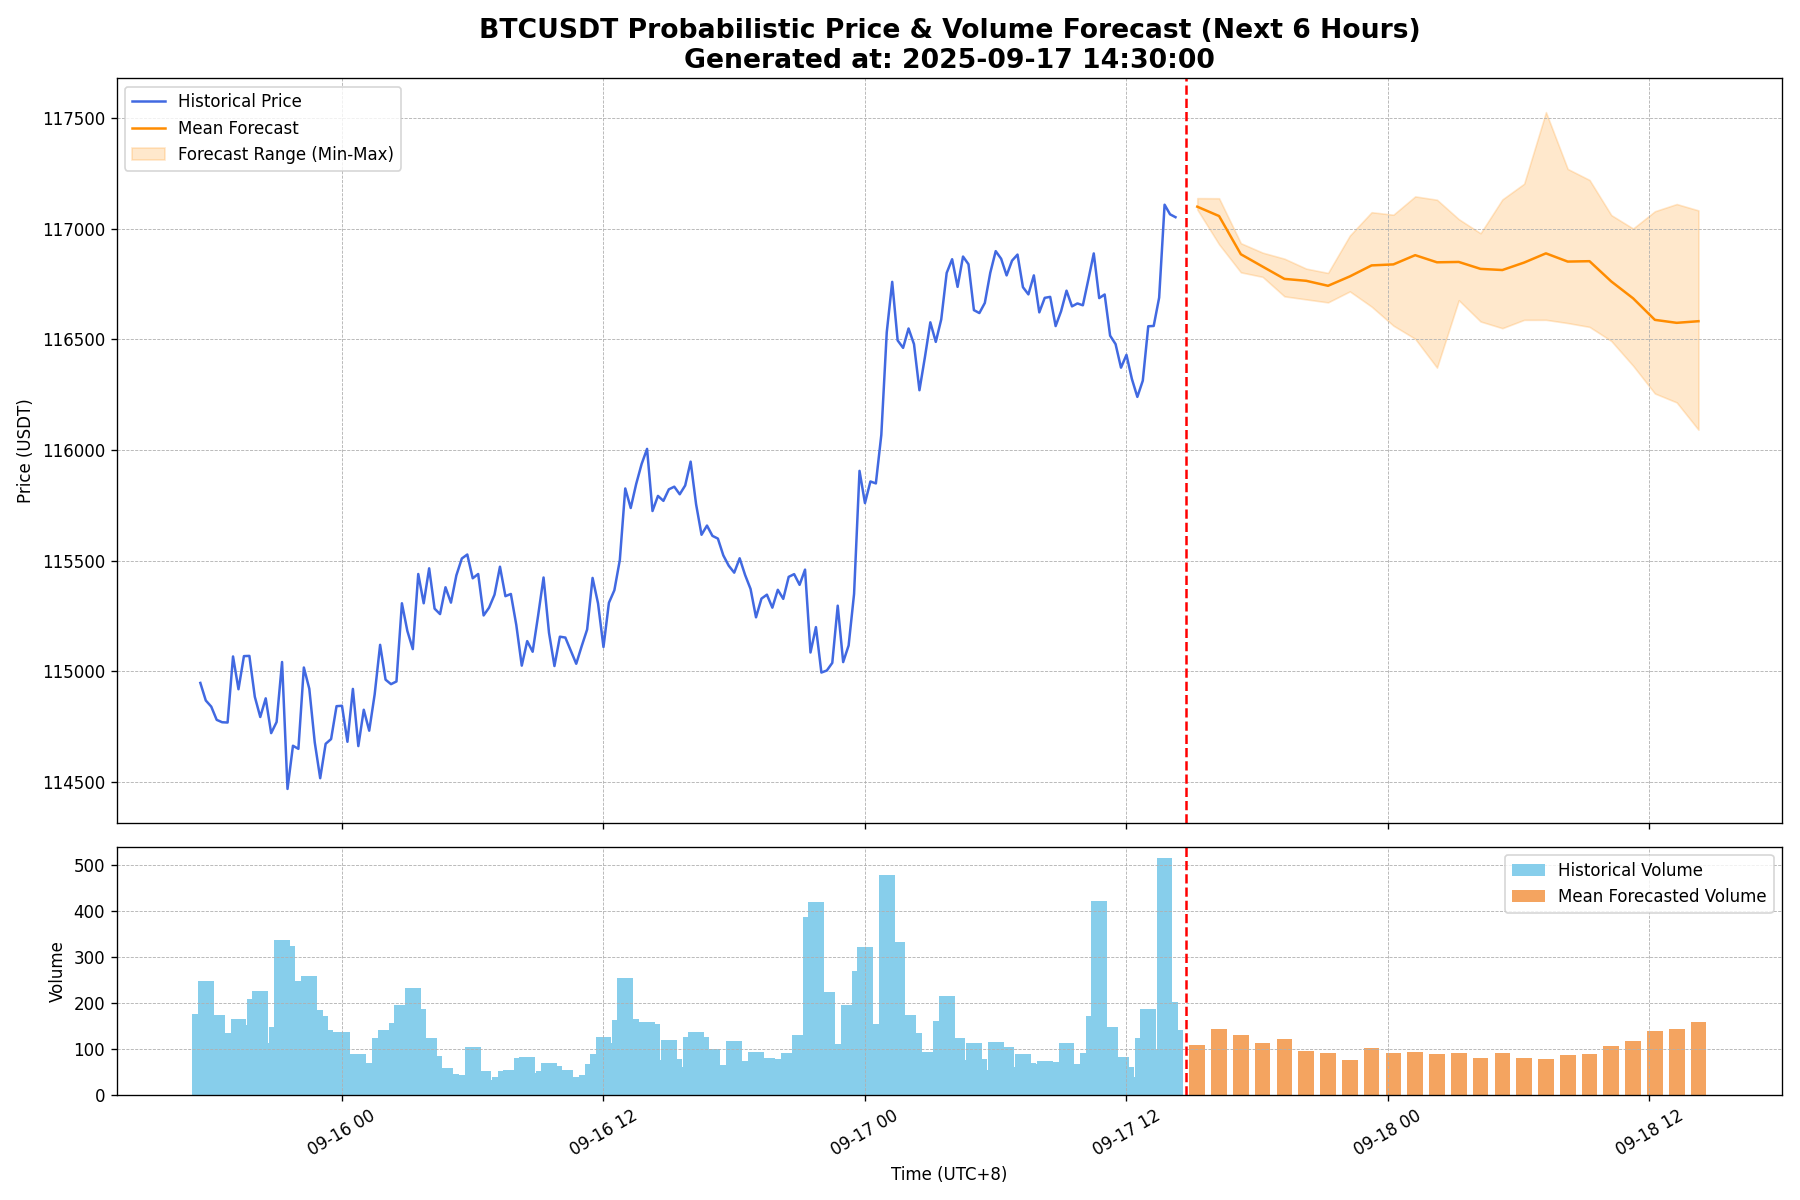 BTCUSDT Probabilistic Price & Volume Forecast (Next 6 Hours)
Generated at: 2025-09-17 14:30:00
Historical Price
Mean Forecast
Forecast Range (Min-Max)
117500
117000
116500
116000
115500
115000
114500
Price (USDT)
Historical Volume
Mean Forecasted Volume
500
400
300
200
100
0
Volume
09-16 00
09-16 12
09-17 00
09-17 12
09-18 00
09-18 12
Time (UTC+8)